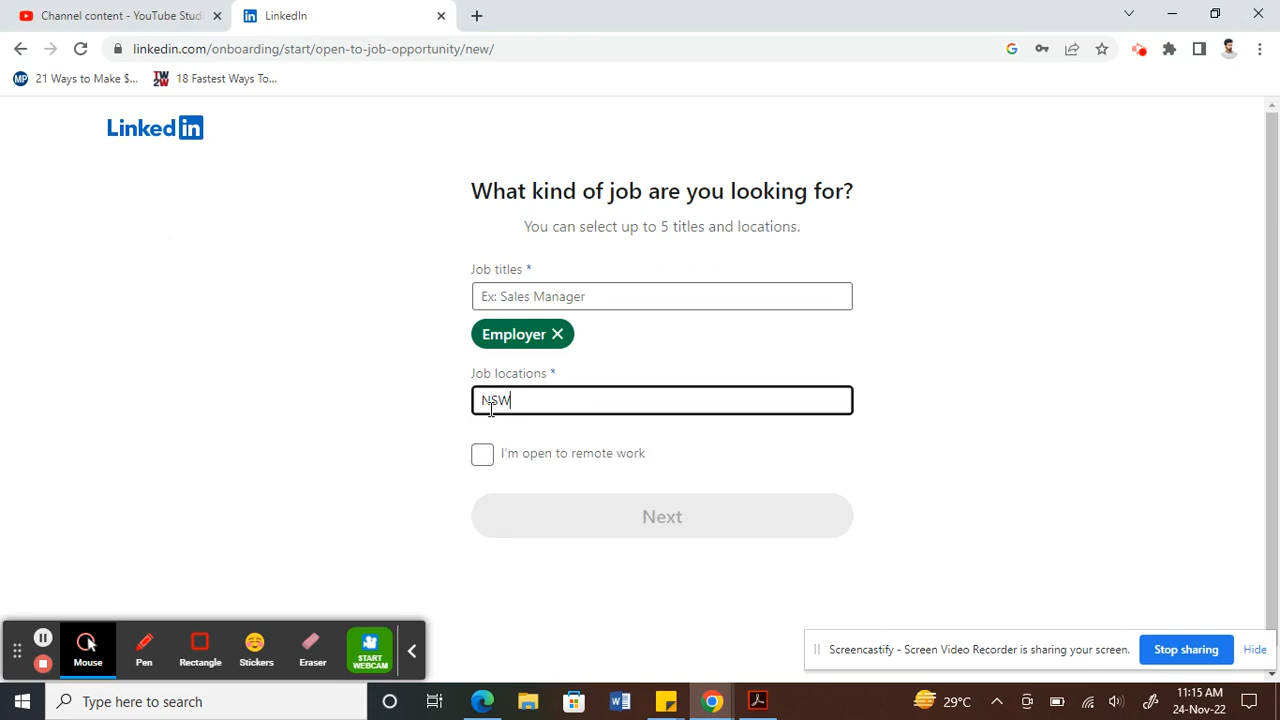 Channel content - YouTube Studi
LinkedIn
linkedin.com/onboarding/start/open-to-job-opportunity/new/
MP 21 Ways to Make $...
TW 2W 18 Fastest Ways To...
Linked in
What kind of job are you looking for?
You can select up to 5 titles and locations.
Job titles *
Ex: Sales Manager
Employer
Job locations *
NSW
I'm open to remote work
Next
Mouse
Pen
Rectangle
Stickers
Eraser
START WEBCAM
Screencastify - Screen Video Recorder is sharing your screen.
Stop sharing
Hide
Type here to search
29°C
11:15 AM
24-Nov-22